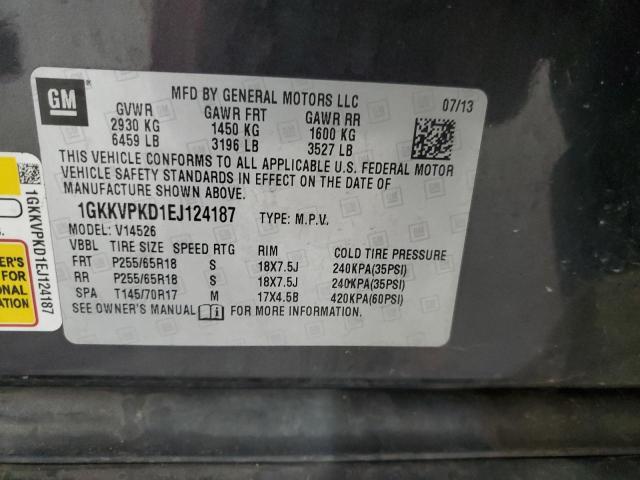 GM
MFD BY GENERAL MOTORS LLC
07/13
GVWR GAWR FRT GAWR RR
2930 KG 1450 KG 1600 KG
6459 LB 3196 LB 3527 LB
THIS VEHICLE CONFORMS TO ALL APPLICABLE U.S. FEDERAL MOTOR
VEHICLE SAFETY STANDARDS IN EFFECT ON THE DATE OF
MANUFACTURE SHOWN ABOVE.
1GKKVPKD1EJ124187 TYPE: M.P.V.
MODEL: V14526
VBBL TIRE SIZE SPEED RTG RIM COLD TIRE PRESSURE
FRT P255/65R18 S 18X7.5J 240KPA(35PSI)
RR P255/65R18 S 18X7.5J 240KPA(35PSI)
SPA T145/70R17 M 17X4.5B 420KPA(60PSI)
SEE OWNER'S MANUAL FOR MORE INFORMATION.
1GKKVPKD1EJ124187
ER'S
FOR
ONAL
ION